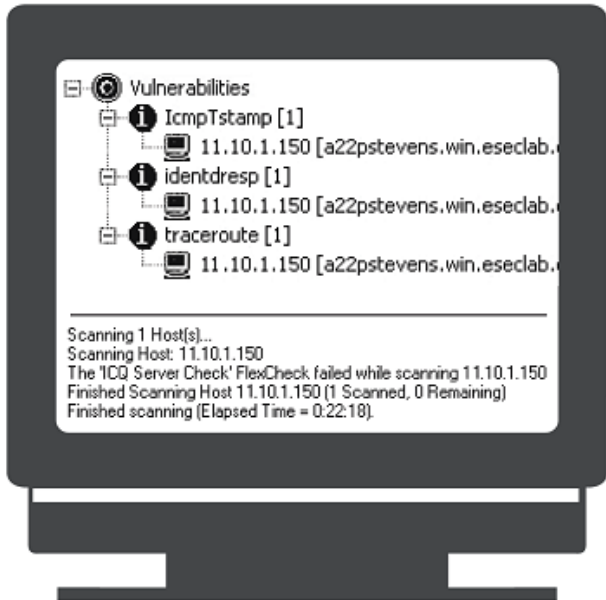 Vulnerabilities
IcmpTstamp [1]
11.10.1.150 [a22pstevens.win.eseclab.
identdresp [1]
11.10.1.150 [a22pstevens.win.eseclab.
traceroute [1]
11.10.1.150 [a22pstevens.win.eseclab.
Scanning 1 Host(s)...
Scanning Host: 11.10.1.150
The 'ICQ Server Check' FlexCheck failed while scanning 11.10.1.150
Finished Scanning Host 11.10.1.150 (1 Scanned, 0 Remaining)
Finished scanning (Elapsed Time = 0:22:18).